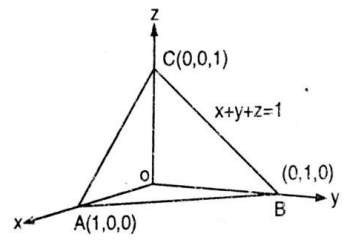 z
C(0,0,1)
x+y+z=1
(0,1,0)
o
x
A(1,0,0)
B
y